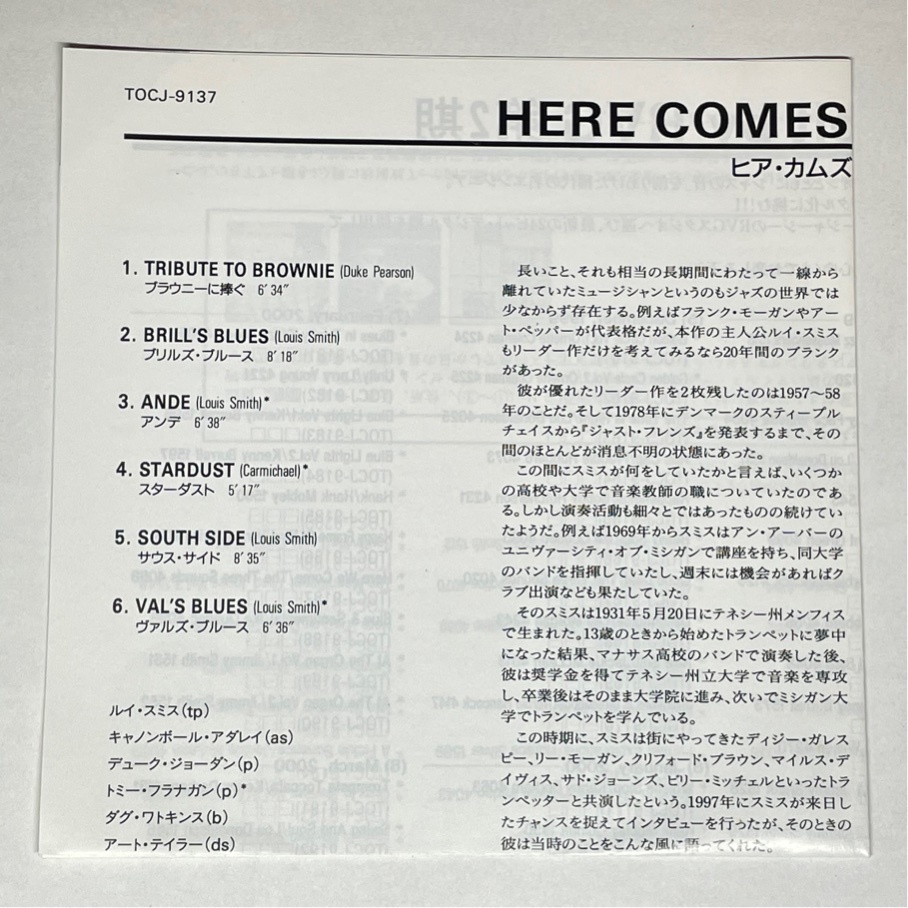 TOCJ-9137
HERE COMES
ヒア・カムズ
1. TRIBUTE TO BROWNIE (Duke Pearson)
ブラウニーに捧ぐ 6′34″
2. BRILL'S BLUES (Louis Smith)
ブリルズ・ブルース 8′18″
3. ANDE (Louis Smith)*
アンデ 6′38″
4. STARDUST (Carmichael)*
スターダスト 5′17″
5. SOUTH SIDE (Louis Smith)
サウス・サイド 8′35″
6. VAL'S BLUES (Louis Smith)*
ヴァルズ・ブルース 6′36″
ルイ・スミス(tp)
キャノンボール・アダレイ(as)
デューク・ジョーダン(p)
トミー・フラナガン(p)*
ダグ・ワトキンス(b)
アート・テイラー(ds)
長いこと、それも相当の長期間にわたって一線から
離れていたミュージシャンというのもジャズの世界では
少なからず存在する。例えばフランク・モーガンやアー
ト・ペッパーが代表格だが、本作の主人公ルイ・スミス
もリーダー作だけを考えてみるなら20年間のブランク
があった。
彼が優れたリーダー作を2枚残したのは1957〜58
年のことだ。そして1978年にデンマークのスティープル
チェイスから『ジャスト・フレンズ』を発表するまで、その
間のほとんどが消息不明の状態にあった。
この間にスミスが何をしていたかと言えば、いくつか
の高校や大学で音楽教師の職についていたのであ
る。しかし演奏活動も細々とではあったものの続けてい
たようだ。例えば1969年からスミスはアン・アーバーの
ユニヴァーシティ・オブ・ミシガンで講座を持ち、同大学
のバンドを指揮していたし、週末には機会があればク
ラブ出演なども果たしていた。
そのスミスは1931年5月20日にテネシー州メンフィス
で生まれた。13歳のときから始めたトランペットに夢中
になった結果、マナサス高校のバンドで演奏した後、
彼は奨学金を得てテネシー州立大学で音楽を専攻
し、卒業後はそのまま大学院に進み、次いでミシガン大
学でトランペットを学んでいる。
この時期に、スミスは街にやってきたディジー・ガレス
ピー、リー・モーガン、クリフォード・ブラウン、マイルス・デ
イヴィス、サド・ジョーンズ、ビリー・ミッチェルといったトラ
ンペッターと共演したという。1997年にスミスが来日し
たチャンスを捉えてインタビューを行ったが、そのときの
彼は当時のことをこんな風に語ってくれた。